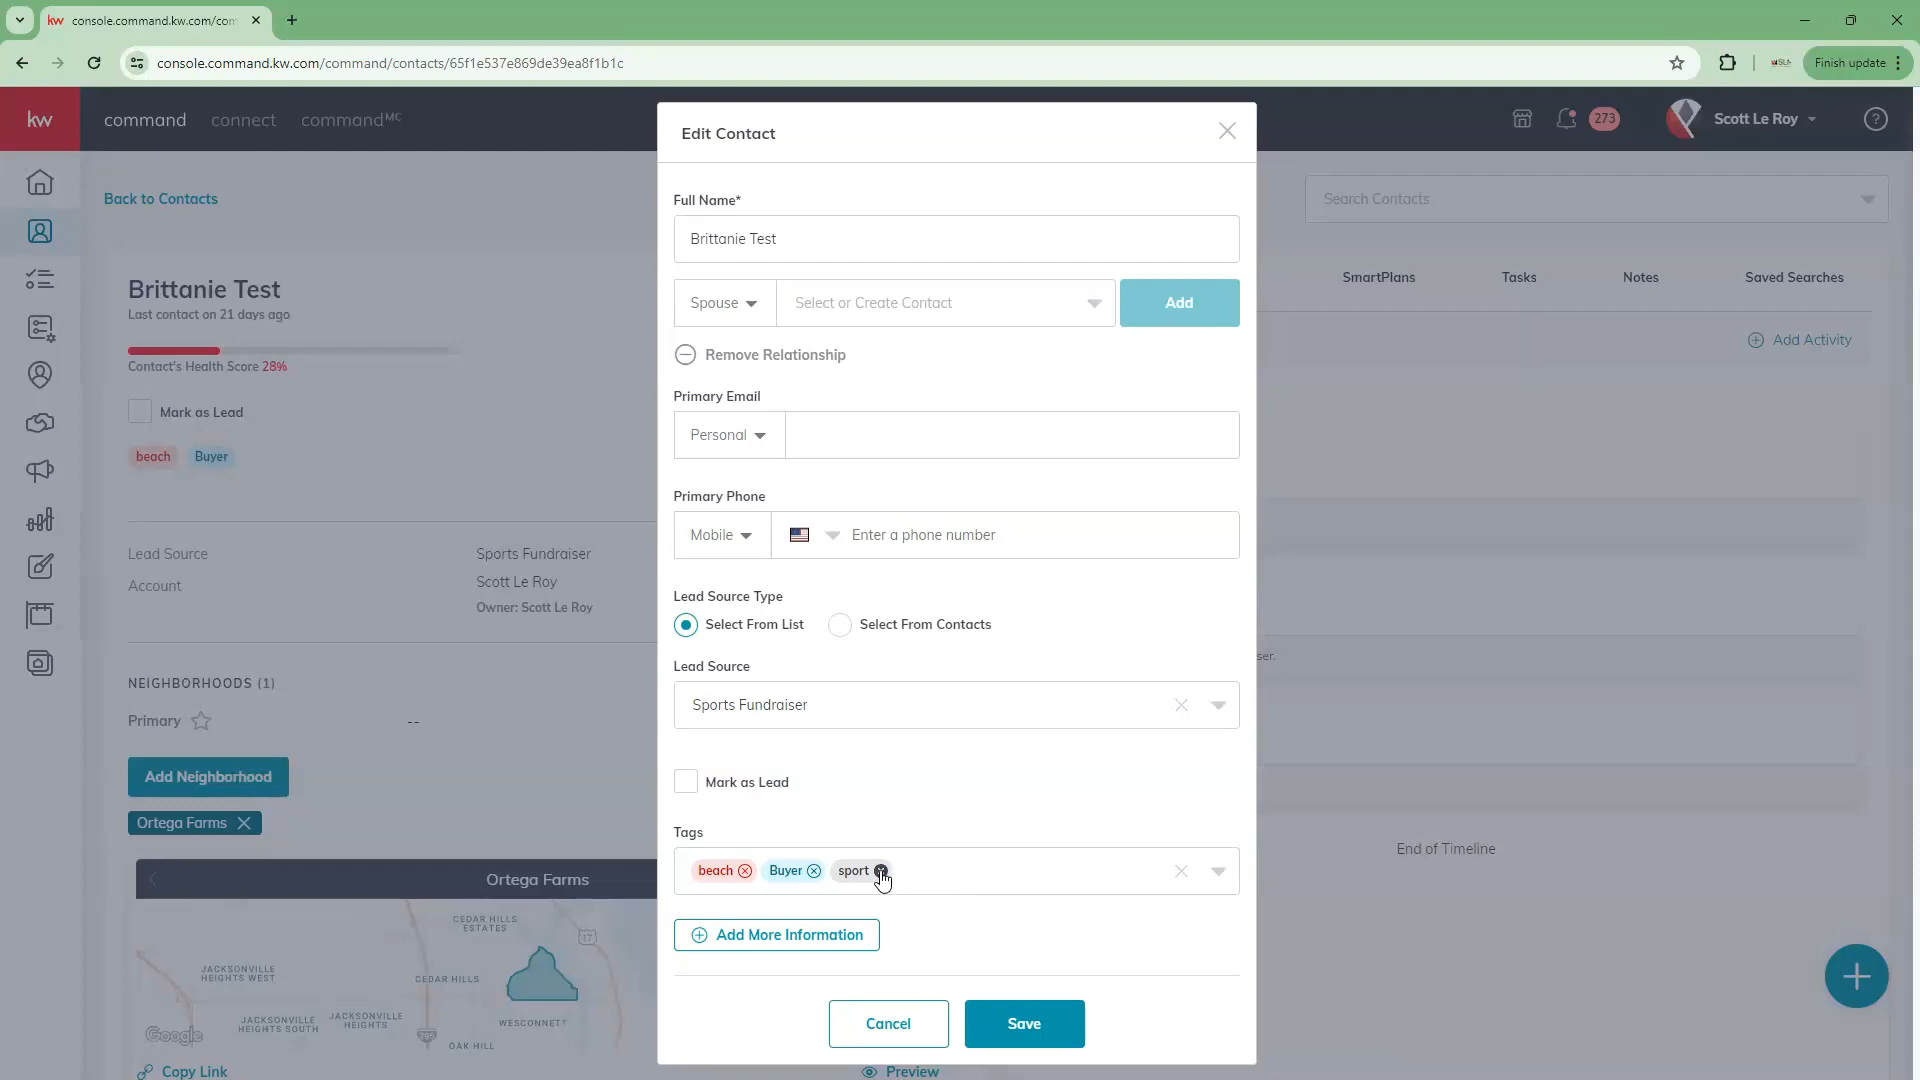 console.command.kw.com/com
console.command.kw.com/command/contacts/65f1e537e869de39ea8f1b1c
Finish update
kw
command
connect
commandMC
273
Scott Le Roy
Back to Contacts
Search Contacts
Brittanie Test
Last contact on 21 days ago
Contact's Health Score 28%
Mark as Lead
beach
Buyer
Lead Source
Sports Fundraiser
Account
Scott Le Roy
Owner: Scott Le Roy
NEIGHBORHOODS (1)
Primary
--
Add Neighborhood
Ortega Farms
Ortega Farms
CEDAR HILLS
ESTATES
17
JACKSONVILLE
HEIGHTS WEST
CEDAR HILLS
JACKSONVILLE
HEIGHTS SOUTH
JACKSONVILLE
HEIGHTS
WESCONNETT
295
OAK HILL
Google
Copy Link
Preview
Edit Contact
Full Name*
Brittanie Test
Spouse
Select or Create Contact
Add
Remove Relationship
Primary Email
Personal
Primary Phone
Mobile
Enter a phone number
Lead Source Type
Select From List
Select From Contacts
Lead Source
Sports Fundraiser
Mark as Lead
Tags
beach
Buyer
sport
Add More Information
Cancel
Save
SmartPlans
Tasks
Notes
Saved Searches
Add Activity
ser.
End of Timeline